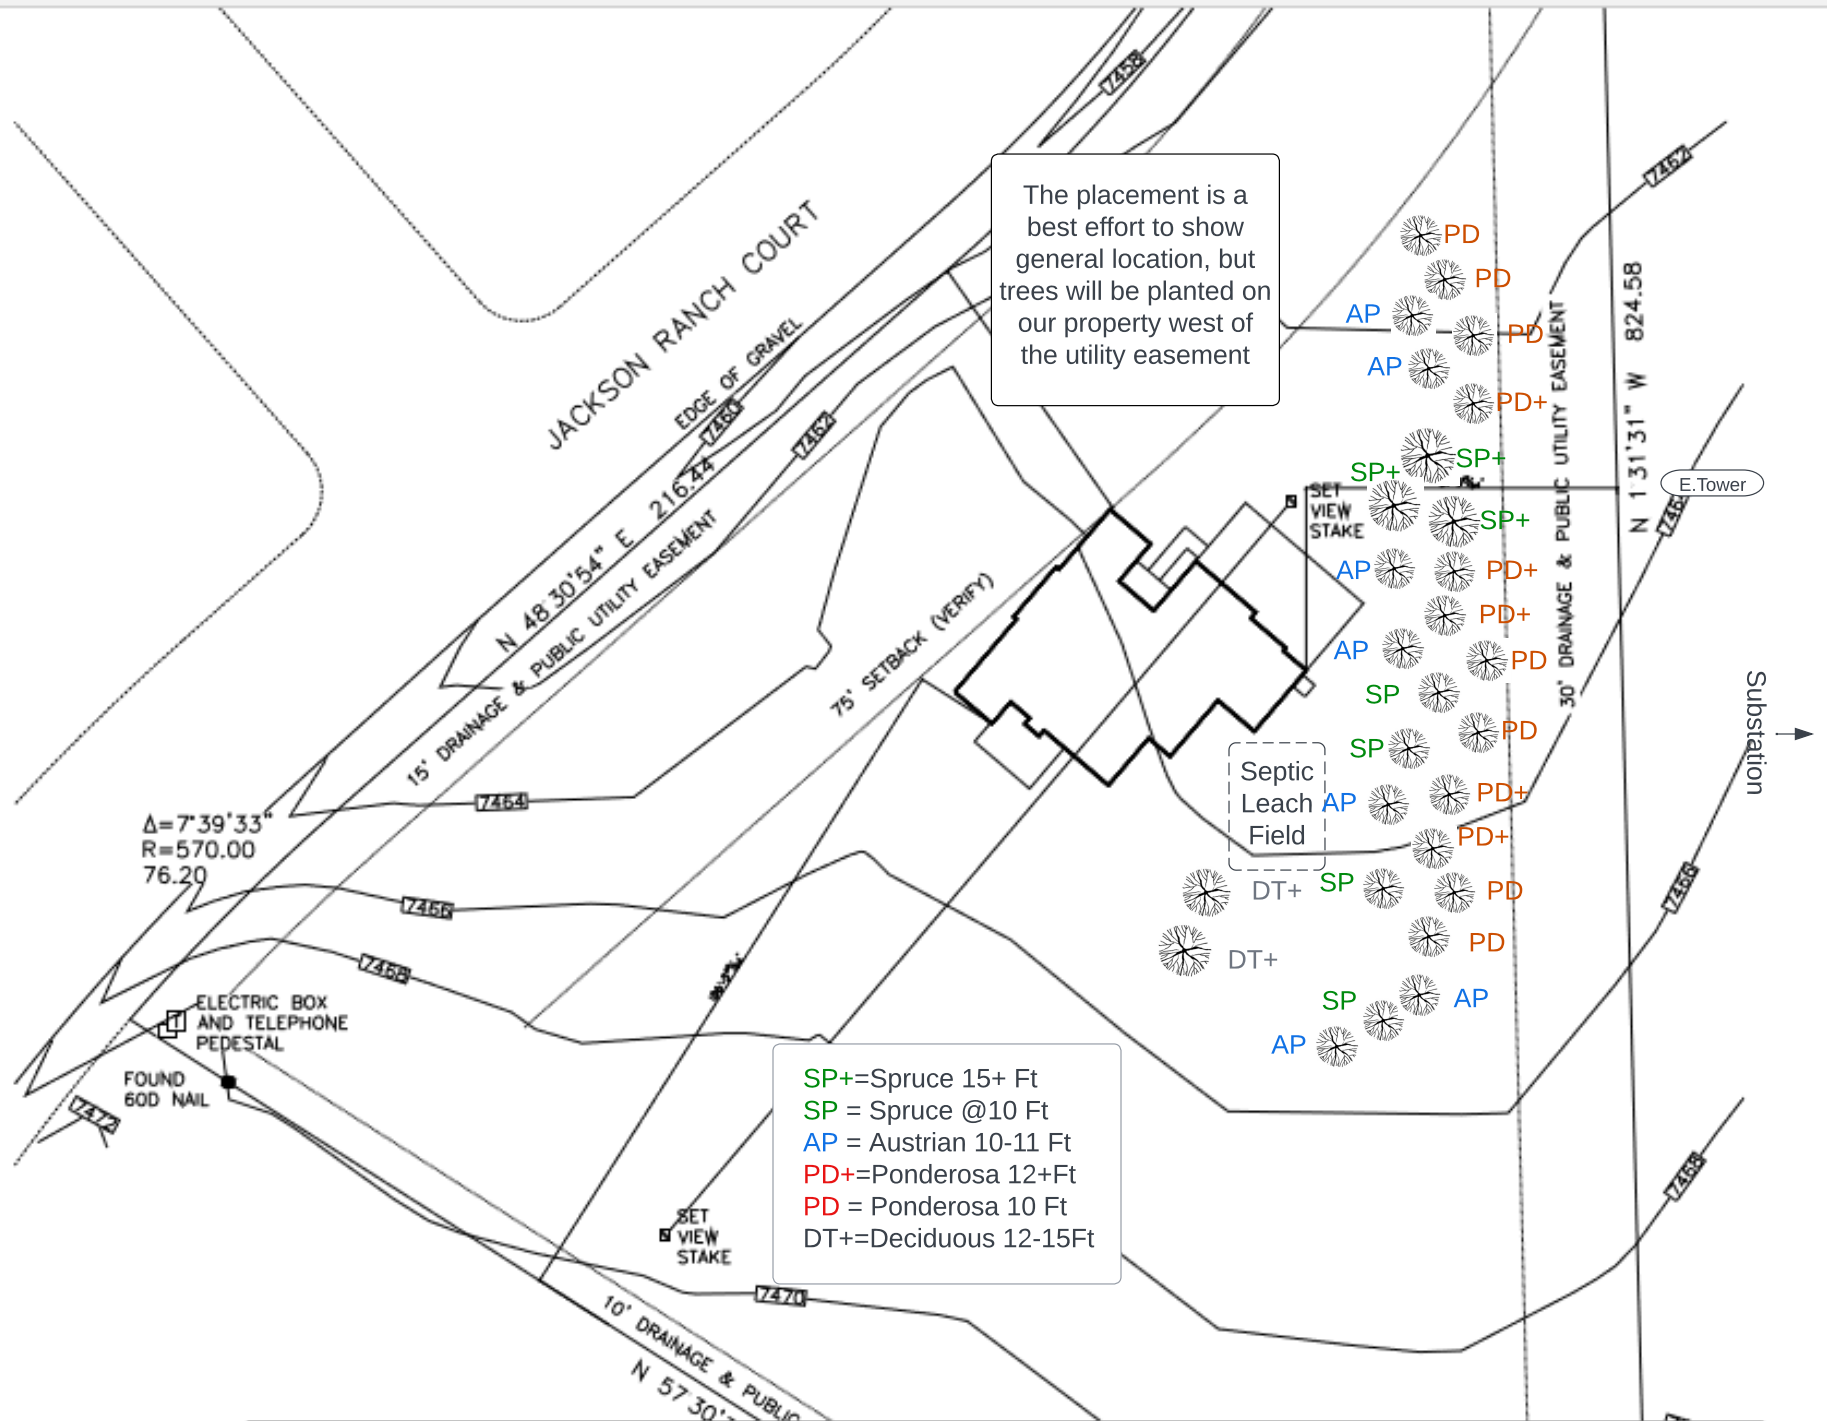 7458
7462
JACKSON RANCH COURT
The placement is a
best effort to show
general location, but
trees will be planted on
our property west of
the utility easement
PD
PD
AP
PD
AP
PD+
EDGE OF GRAVEL
7460
7462
N 48°30'54" E 216.44
15' DRAINAGE & PUBLIC UTILITY EASEMENT
75' SETBACK (VERIFY)
30' DRAINAGE & PUBLIC UTILITY EASEMENT
N 1°31'31" W 824.58
SP+
SP+
SET
VIEW
STAKE
E.Tower
SP+
AP
PD+
PD+
AP
PD
SP
PD
SP
Substation
Septic
Leach
Field
AP
PD+
PD+
7464
Δ=7°39'33"
R=570.00
76.20
DT+
SP
PD
7466
7466
PD
DT+
7468
SP
AP
AP
ELECTRIC BOX
AND TELEPHONE
PEDESTAL
FOUND
60D NAIL
7472
SP+=Spruce 15+ Ft
SP = Spruce @10 Ft
AP = Austrian 10-11 Ft
PD+=Ponderosa 12+Ft
PD = Ponderosa 10 Ft
DT+=Deciduous 12-15Ft
7468
SET
VIEW
STAKE
7470
10' DRAINAGE & PUBLIC
N 57°30'